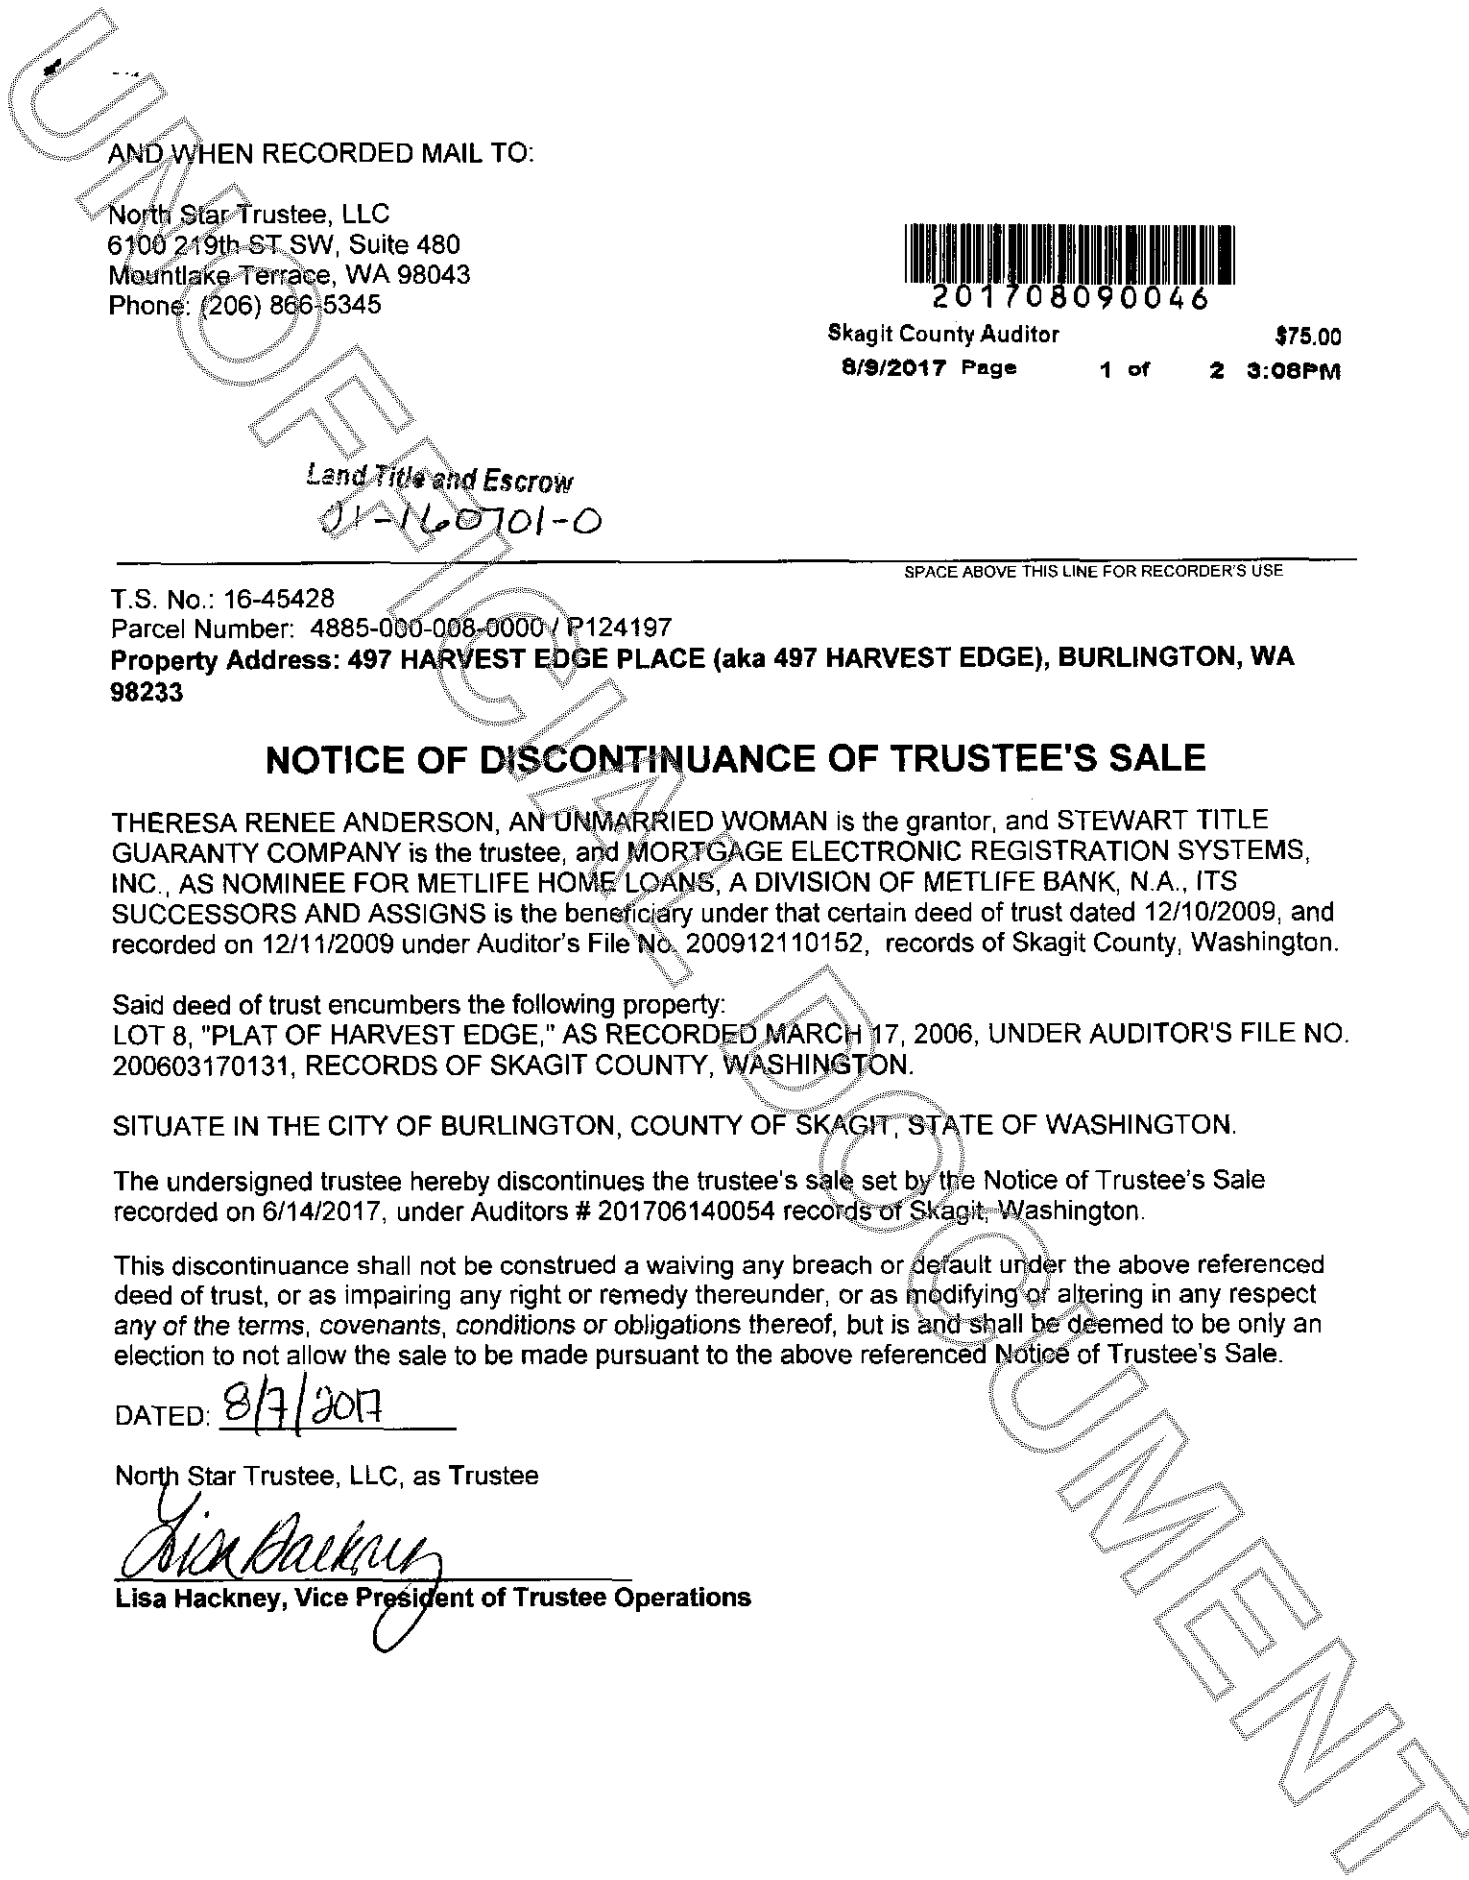 AND WHEN RECORDED MAIL TO:
North Star Trustee, LLC
6100 219th ST SW, Suite 480
Mountlake Terrace, WA 98043
Phone: (206) 866-5345
201708090046
Skagit County Auditor $75.00
8/9/2017 Page 1 of 2 3:08PM
Land Title and Escrow
01-160701-O
SPACE ABOVE THIS LINE FOR RECORDER'S USE
T.S. No.: 16-45428
Parcel Number: 4885-000-008-0000 / P124197
Property Address: 497 HARVEST EDGE PLACE (aka 497 HARVEST EDGE), BURLINGTON, WA
98233
NOTICE OF DISCONTINUANCE OF TRUSTEE'S SALE
THERESA RENEE ANDERSON, AN UNMARRIED WOMAN is the grantor, and STEWART TITLE
GUARANTY COMPANY is the trustee, and MORTGAGE ELECTRONIC REGISTRATION SYSTEMS,
INC., AS NOMINEE FOR METLIFE HOME LOANS, A DIVISION OF METLIFE BANK, N.A., ITS
SUCCESSORS AND ASSIGNS is the beneficiary under that certain deed of trust dated 12/10/2009, and
recorded on 12/11/2009 under Auditor's File No. 200912110152, records of Skagit County, Washington.
Said deed of trust encumbers the following property:
LOT 8, "PLAT OF HARVEST EDGE," AS RECORDED MARCH 17, 2006, UNDER AUDITOR'S FILE NO.
200603170131, RECORDS OF SKAGIT COUNTY, WASHINGTON.
SITUATE IN THE CITY OF BURLINGTON, COUNTY OF SKAGIT, STATE OF WASHINGTON.
The undersigned trustee hereby discontinues the trustee's sale set by the Notice of Trustee's Sale
recorded on 6/14/2017, under Auditors # 201706140054 records of Skagit, Washington.
This discontinuance shall not be construed a waiving any breach or default under the above referenced
deed of trust, or as impairing any right or remedy thereunder, or as modifying or altering in any respect
any of the terms, covenants, conditions or obligations thereof, but is and shall be deemed to be only an
election to not allow the sale to be made pursuant to the above referenced Notice of Trustee's Sale.
DATED: 8/7/2017
North Star Trustee, LLC, as Trustee
Lisa Hackney
Lisa Hackney, Vice President of Trustee Operations
UNOFFICIAL DOCUMENT